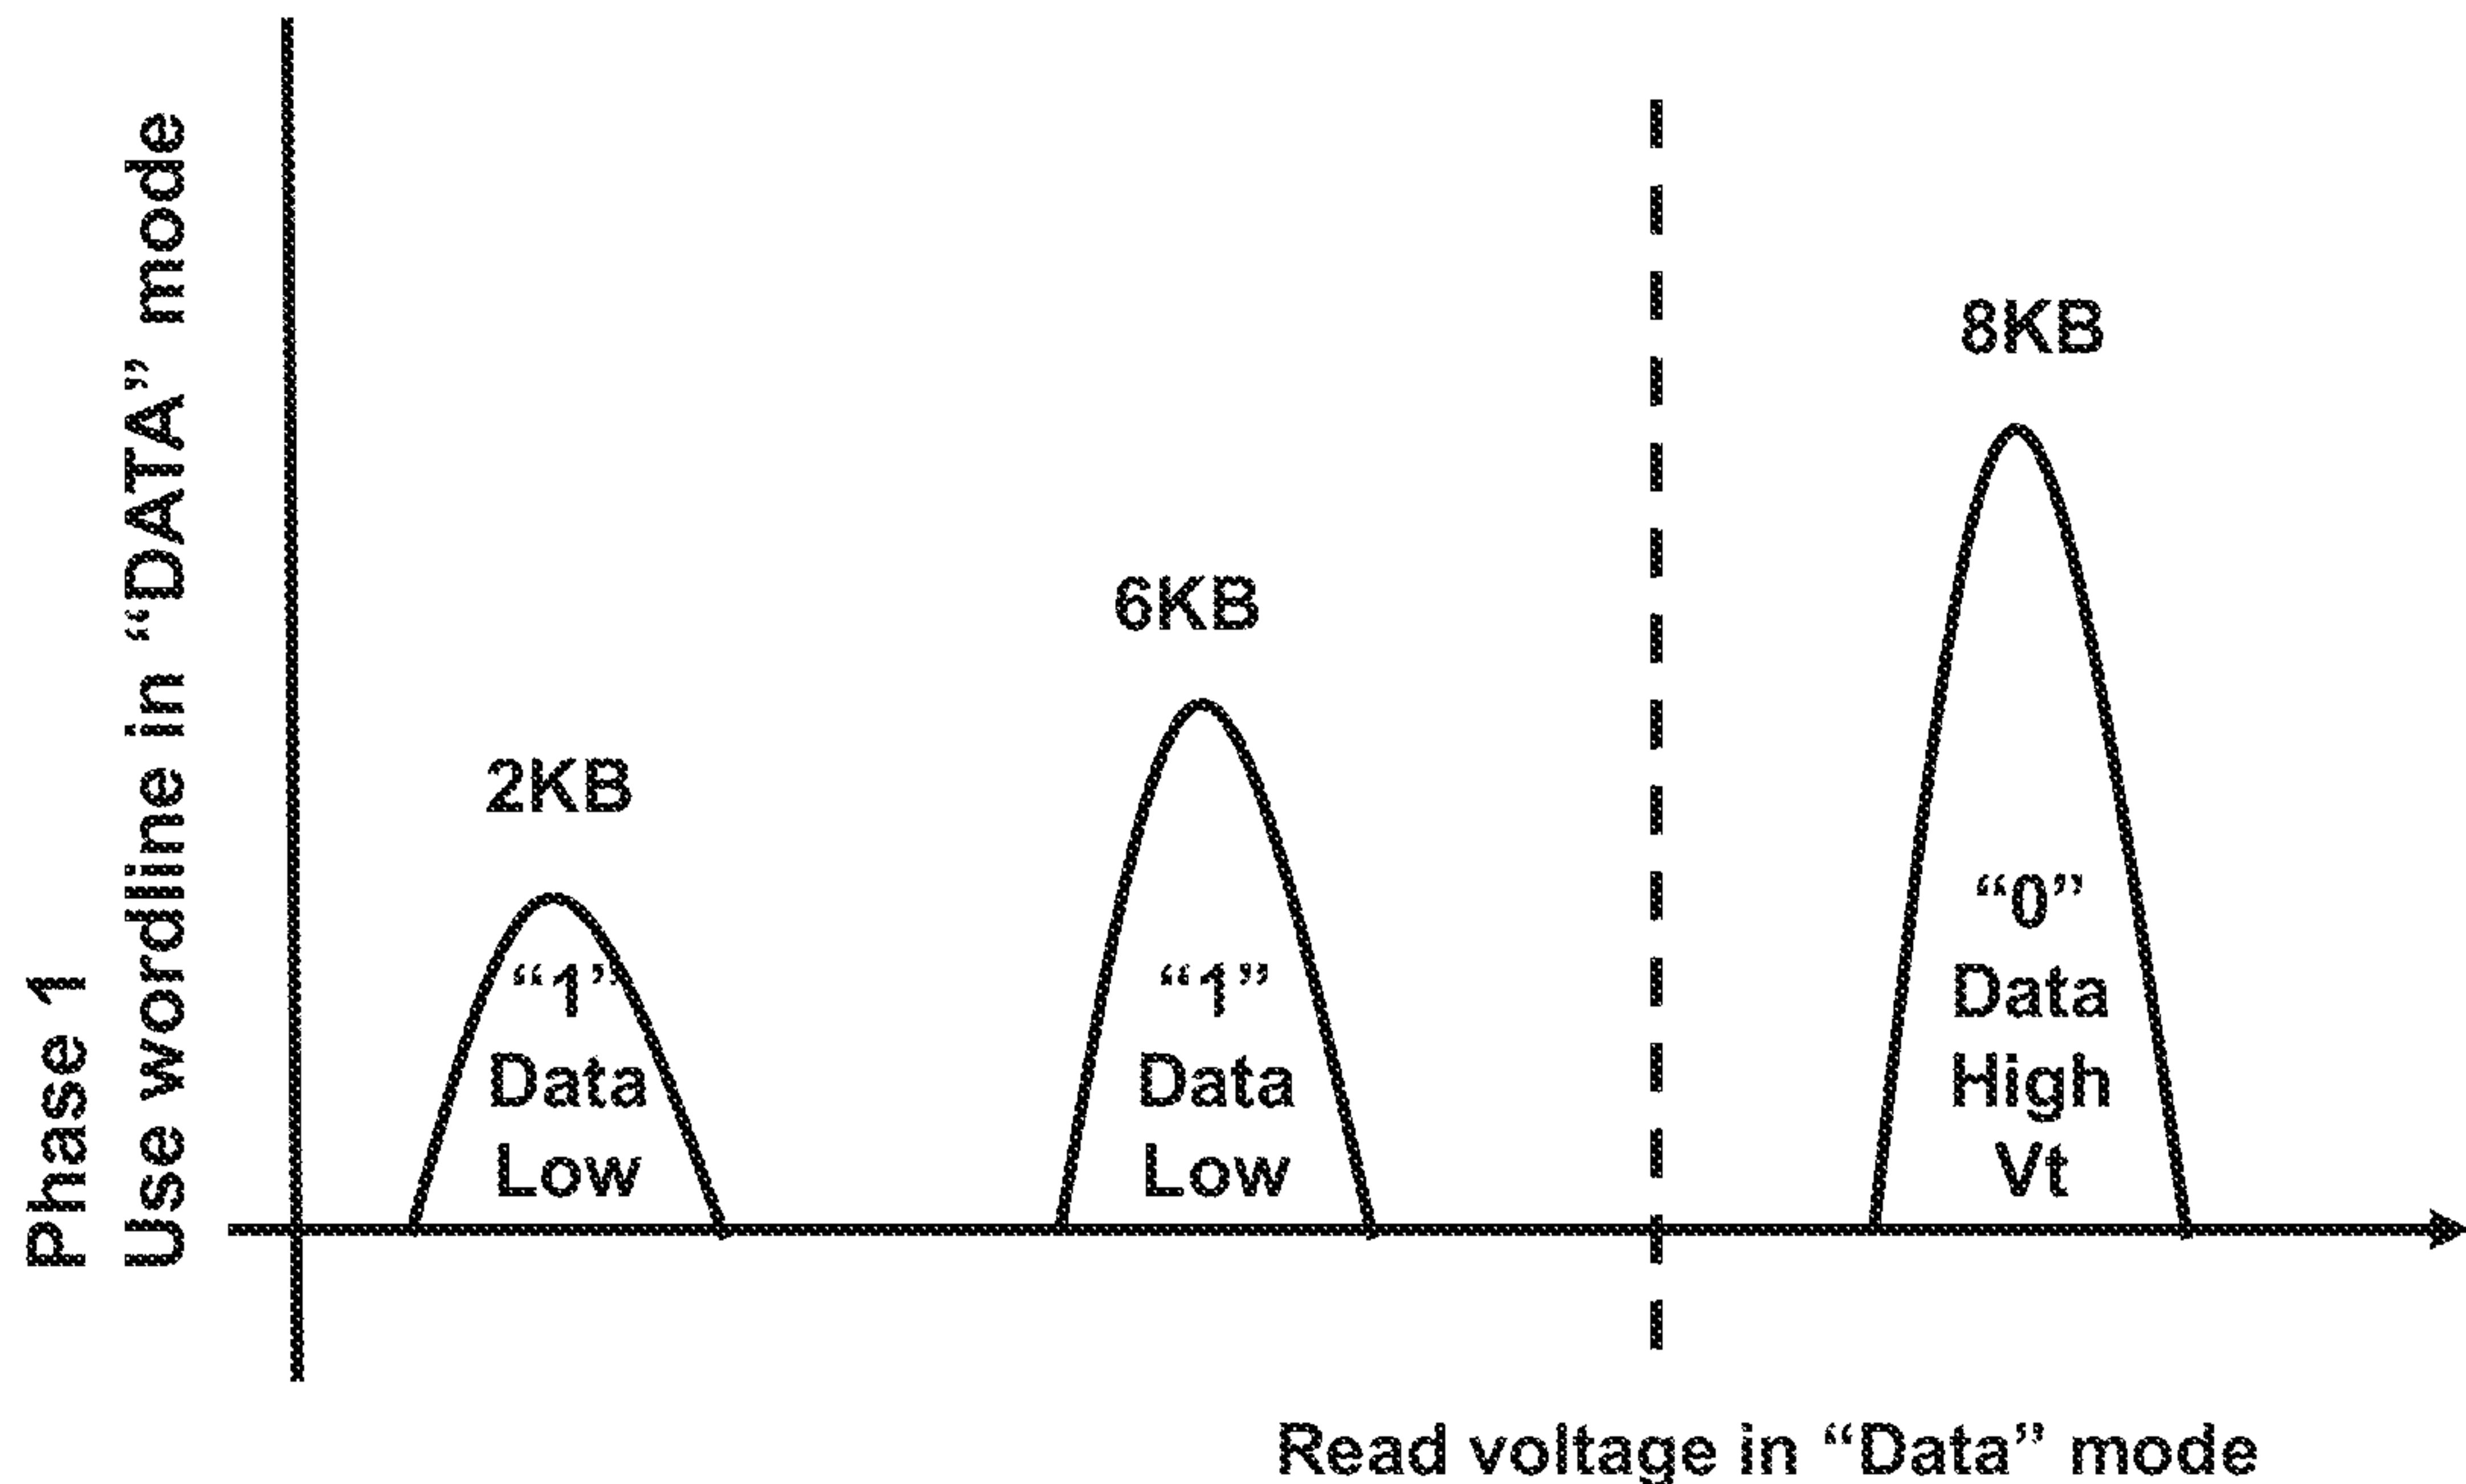 Phase 1
Use wordline in “DATA” mode
2KB
“1”
Data
Low
6KB
“1”
Data
Low
8KB
“0”
Data
High
Vt
Read voltage in “Data” mode